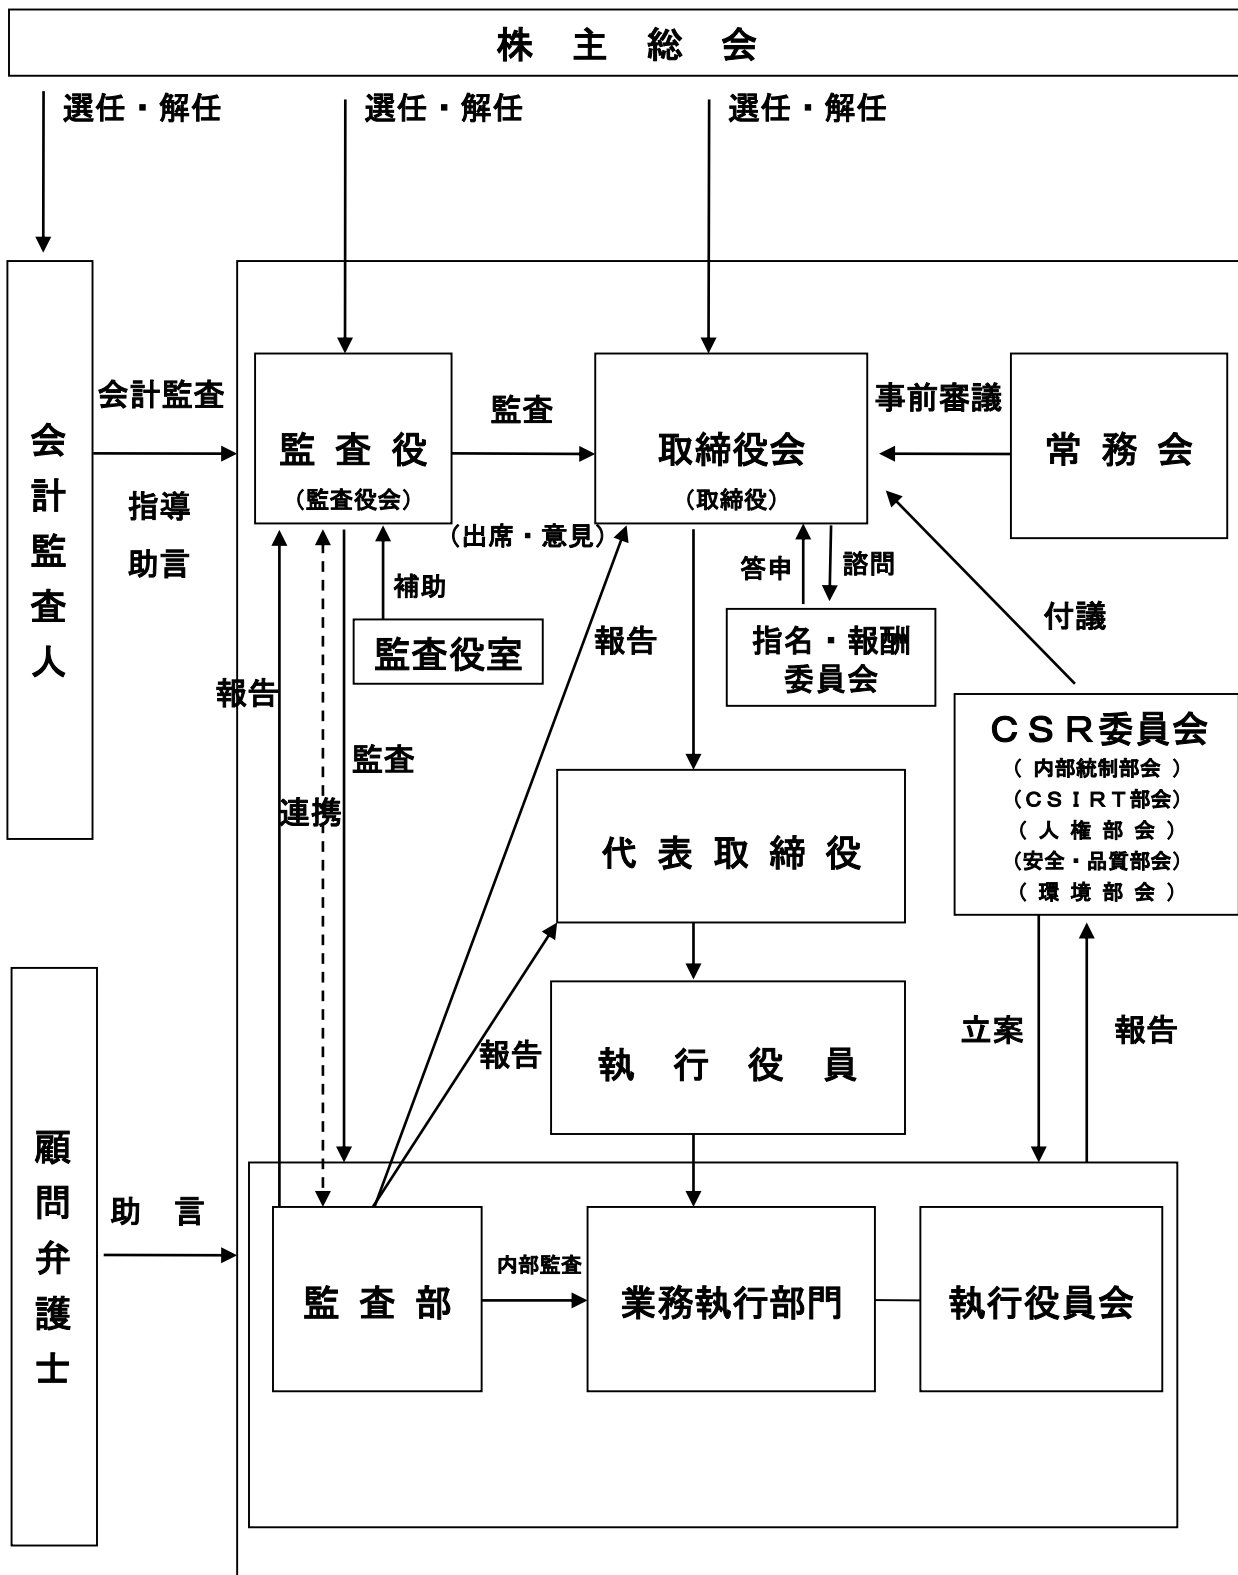 株 主 総 会
選任・解任
選任・解任
選任・解任
会計監査人
会計監査
指導
助言
監 査 役
（監査役会）
監査
（出席・意見）
取締役会
（取締役）
事前審議
常 務 会
補助
監査役室
答申
諮問
指名・報酬
委員会
付議
報告
報告
監査
連携
ＣＳＲ委員会
（ 内部統制部会 ）
（ＣＳＩＲＴ部会）
（ 人 権 部 会 ）
（安全・品質部会）
（ 環 境 部 会 ）
代 表 取 締 役
報告
執 行 役 員
立案
報告
顧問弁護士
助 言
監 査 部
内部監査
業務執行部門
執行役員会